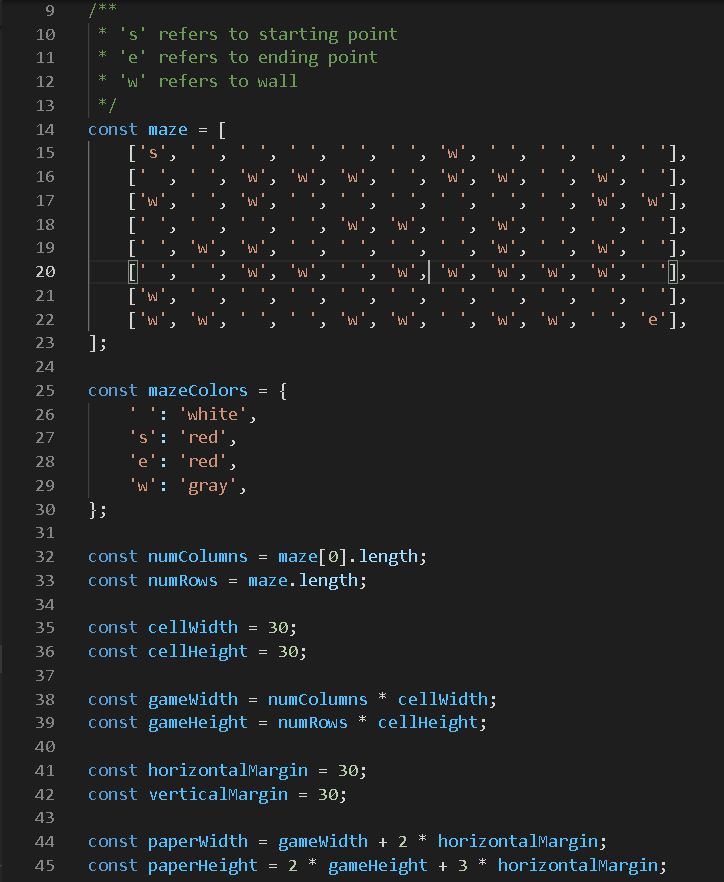 9 /**
10  * 's' refers to starting point
11  * 'e' refers to ending point
12  * 'w' refers to wall
13  */
14 const maze = [
15     ['s', ' ', ' ', ' ', ' ', ' ', 'w', ' ', ' ', ' ', ' '],
16     [' ', ' ', 'w', 'w', 'w', ' ', 'w', 'w', ' ', 'w', ' '],
17     ['w', ' ', 'w', ' ', ' ', ' ', ' ', ' ', ' ', 'w', 'w'],
18     [' ', ' ', ' ', ' ', 'w', 'w', ' ', 'w', ' ', ' ', ' '],
19     [' ', 'w', 'w', ' ', ' ', ' ', ' ', 'w', ' ', 'w', ' '],
20     [' ', ' ', 'w', 'w', ' ', 'w', 'w', 'w', 'w', 'w', ' '],
21     ['w', ' ', ' ', ' ', ' ', ' ', ' ', ' ', ' ', ' ', ' '],
22     ['w', 'w', ' ', ' ', 'w', 'w', ' ', 'w', 'w', ' ', 'e'],
23 ];
24
25 const mazeColors = {
26     ' ': 'white',
27     's': 'red',
28     'e': 'red',
29     'w': 'gray',
30 };
31
32 const numColumns = maze[0].length;
33 const numRows = maze.length;
34
35 const cellWidth = 30;
36 const cellHeight = 30;
37
38 const gameWidth = numColumns * cellWidth;
39 const gameHeight = numRows * cellHeight;
40
41 const horizontalMargin = 30;
42 const verticalMargin = 30;
43
44 const paperWidth = gameWidth + 2 * horizontalMargin;
45 const paperHeight = 2 * gameHeight + 3 * horizontalMargin;